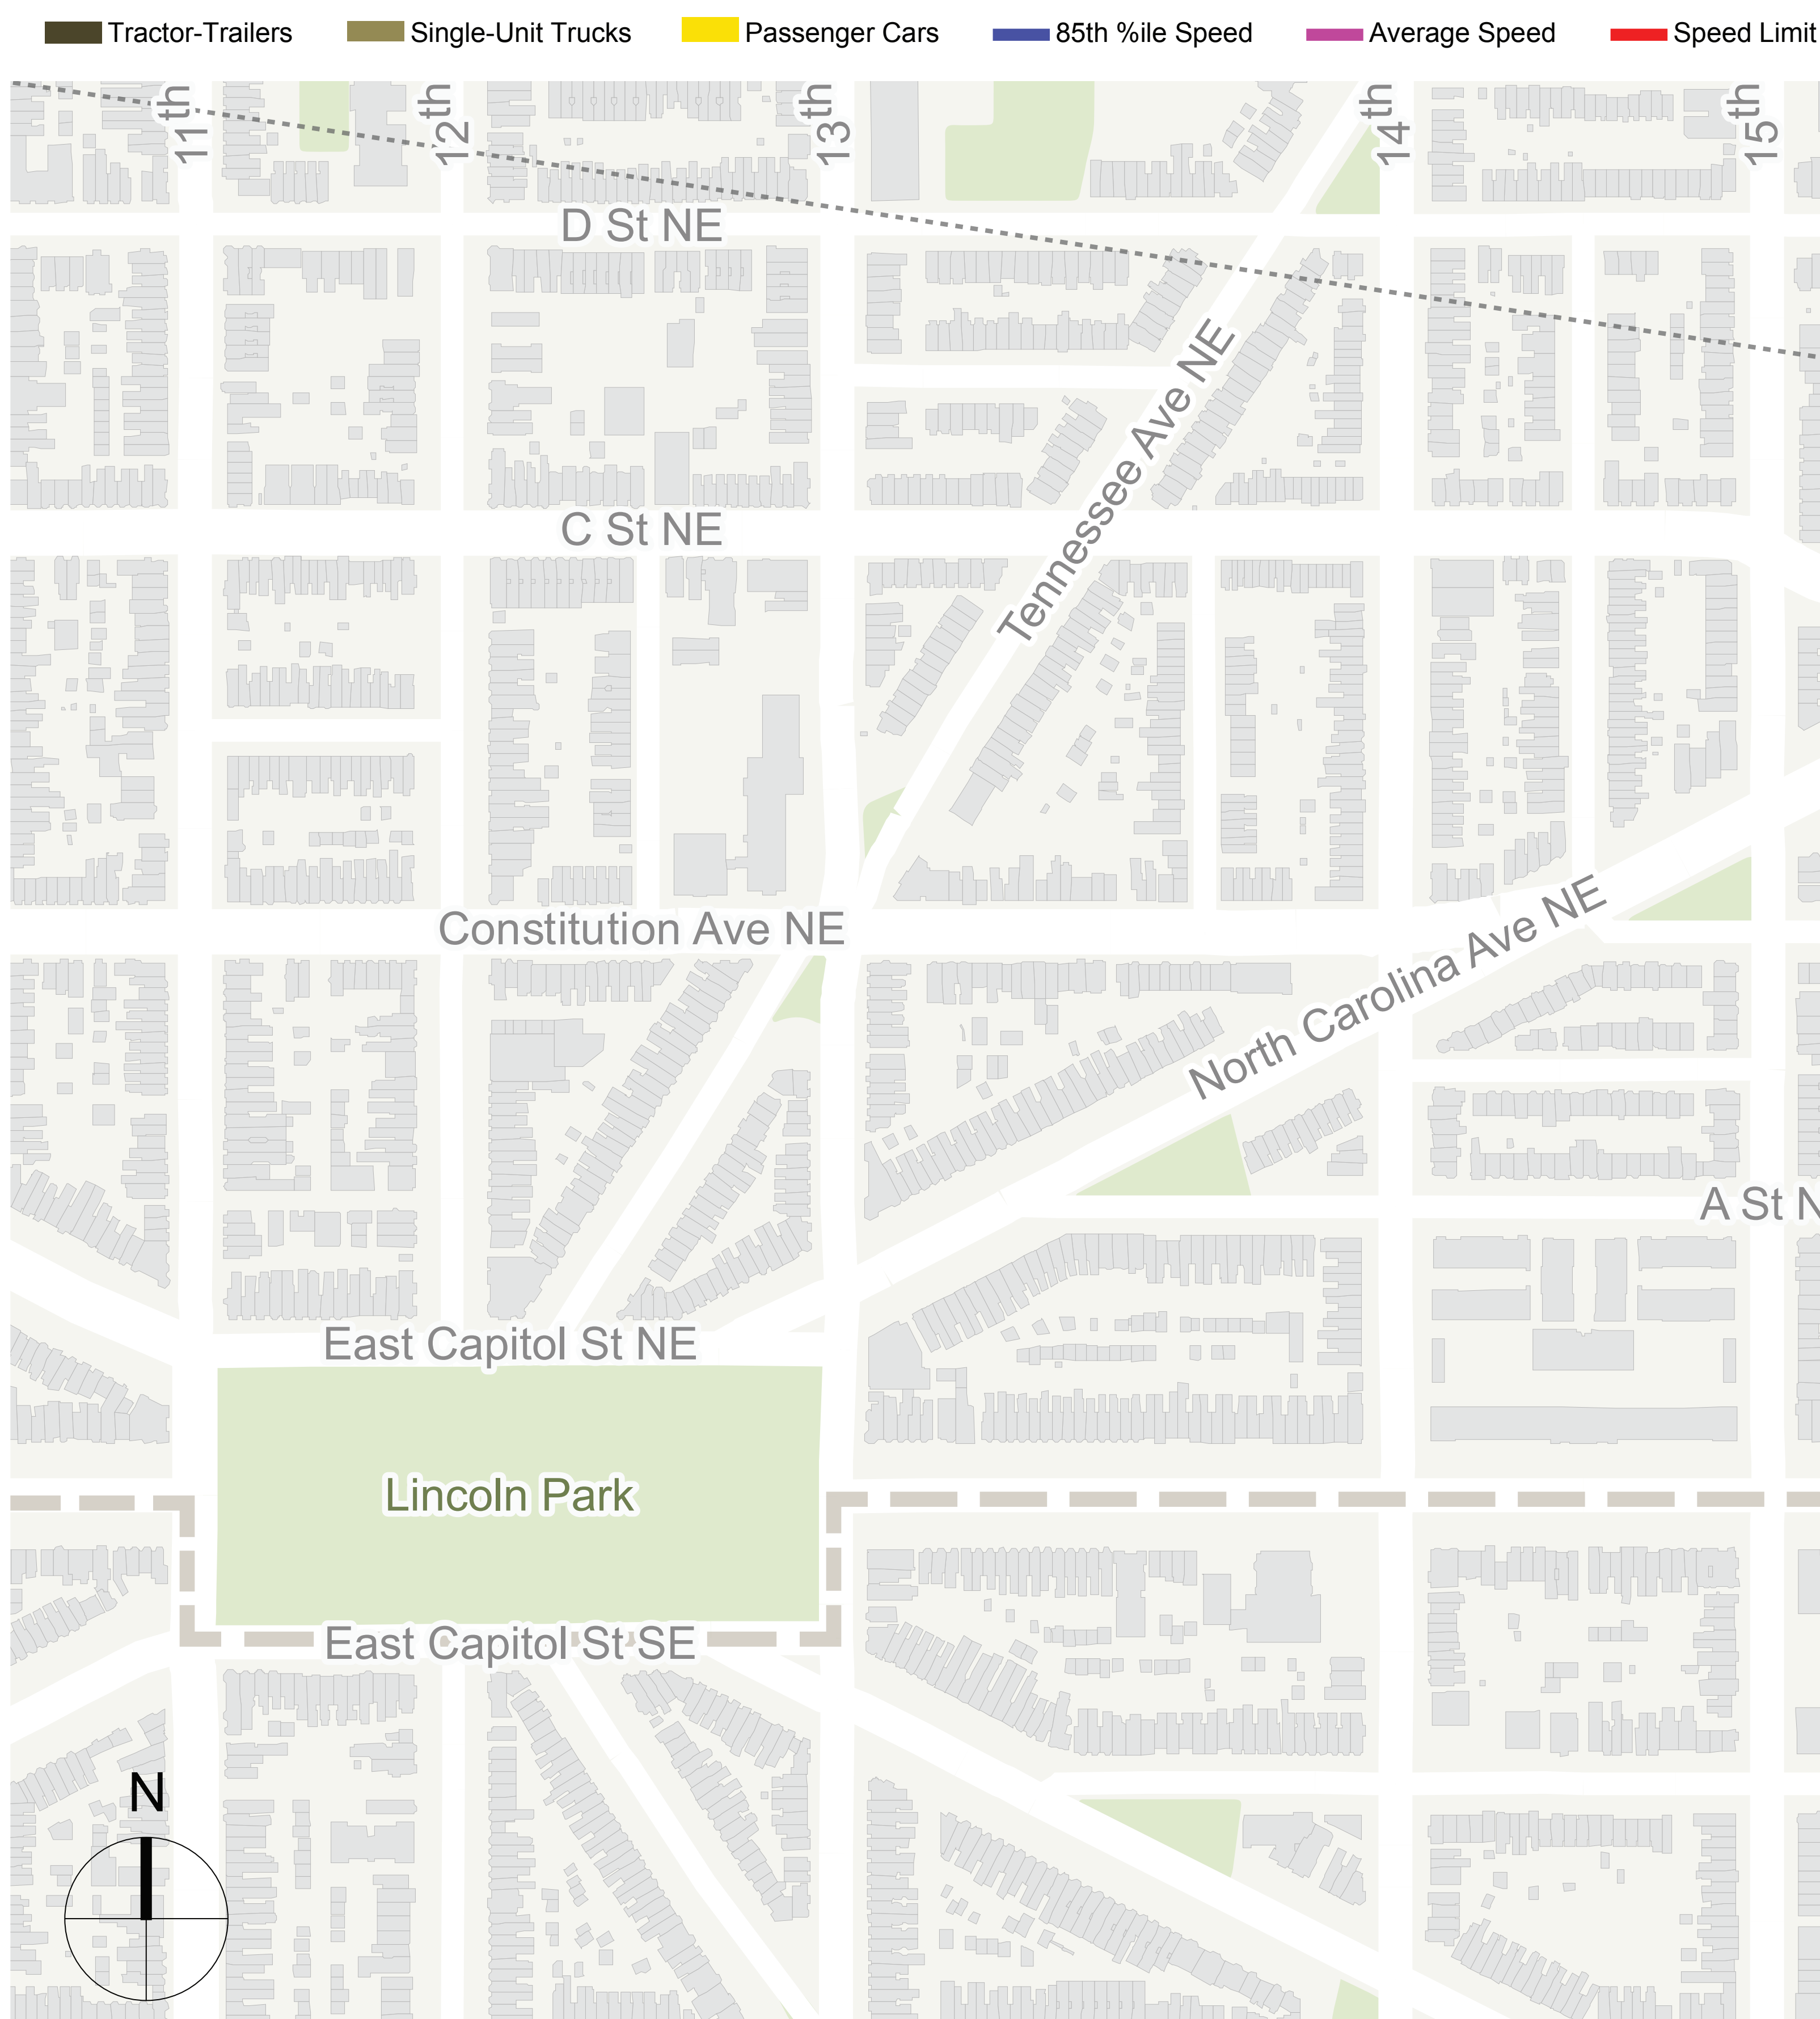 Tractor-Trailers
Single-Unit Trucks
Passenger Cars
85th %ile Speed
Average Speed
Speed Limit
11th
12th
13th
14th
15th
D St NE
Tennessee Ave NE
C St NE
Constitution Ave NE
North Carolina Ave NE
A St N
East Capitol St NE
Lincoln Park
East Capitol St SE
N